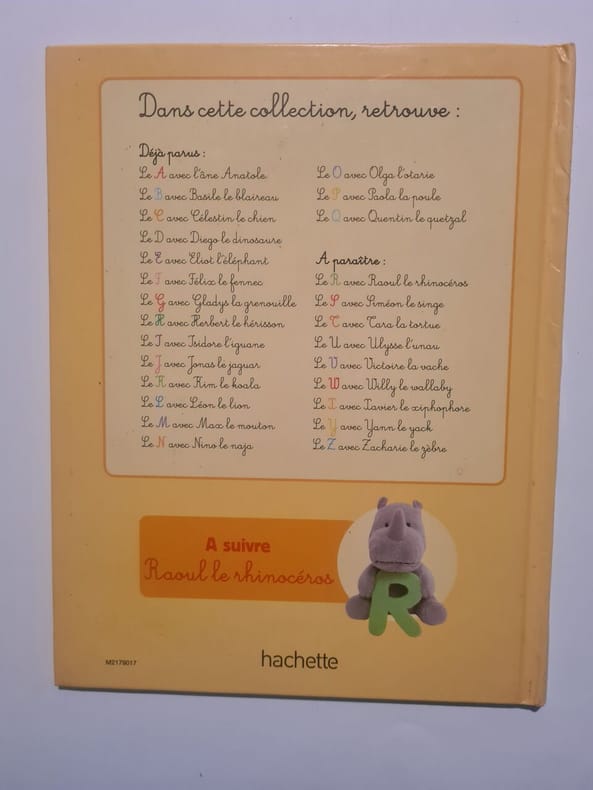 Dans cette collection, retrouve :
Déjà parus :
Le A avec l'âne Anatole
Le B avec Basile le blaireau
Le C avec Célestin le chien
Le D avec Diego le dinosaure
Le E avec Eliot l'éléphant
Le F avec Félix le fennec
Le G avec Gladys la grenouille
Le H avec Herbert le hérisson
Le I avec Isidore l'iguane
Le J avec Jonas le jaguar
Le K avec Kim le koala
Le L avec Léon le lion
Le M avec Max le mouton
Le N avec Nino le naja
Le O avec Olga l'otarie
Le P avec Paola la poule
Le Q avec Quentin le quetzal
A paraître :
Le R avec Raoul le rhinocéros
Le S avec Siméon le singe
Le T avec Tara la tortue
Le U avec Ulysse l'unau
Le V avec Victoire la vache
Le W avec Willy le wallaby
Le X avec Xavier le xiphophore
Le Y avec Yann le yack
Le Z avec Zacharie le zèbre
A suivre
Raoul le rhinocéros
R
M2179017
hachette